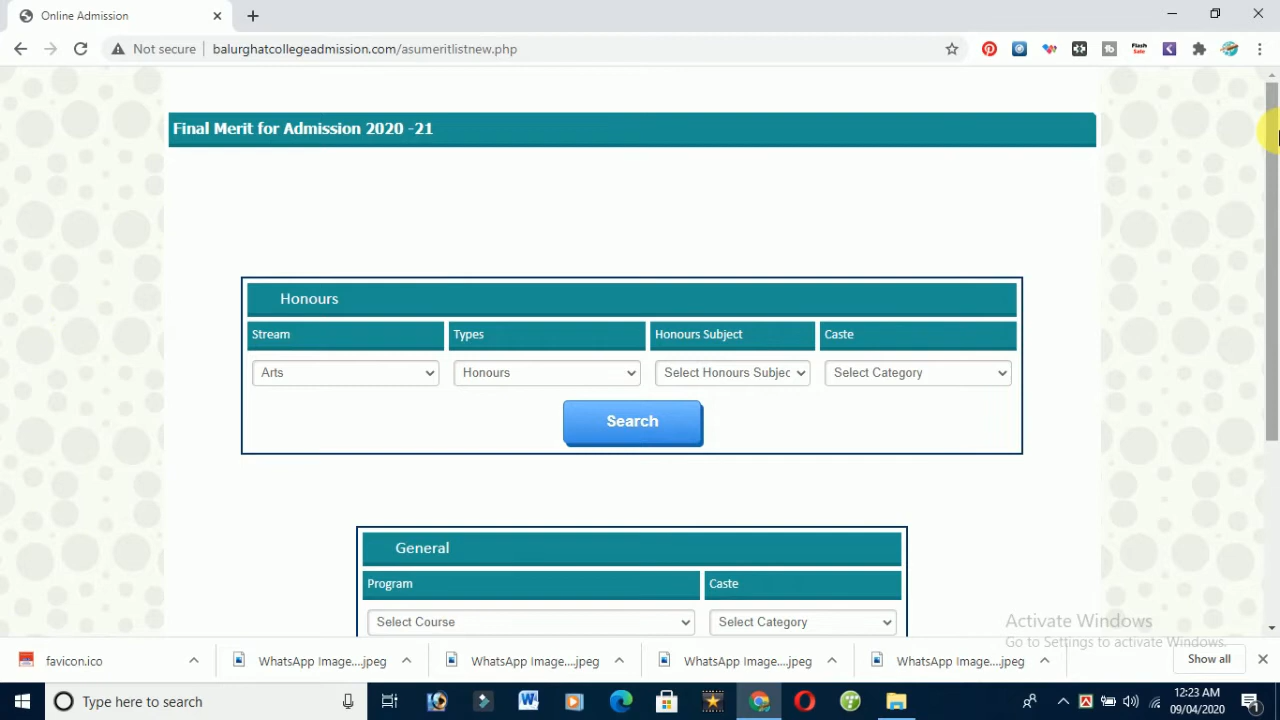 Online Admission
Not secure
balurghatcollegeadmission.com/asumeritlistnew.php
Flash
Sale
Final Merit for Admission 2020 -21
Honours
Stream
Types
Honours Subject
Caste
Arts
Honours
Select Honours Subjec
Select Category
Search
General
Program
Caste
Select Course
Select Category
Activate Windows
Go to Settings to activate Windows.
favicon.ico
WhatsApp Image....jpeg
WhatsApp Image....jpeg
WhatsApp Image....jpeg
WhatsApp Image....jpeg
Show all
Type here to search
12:23 AM
09/04/2020
1